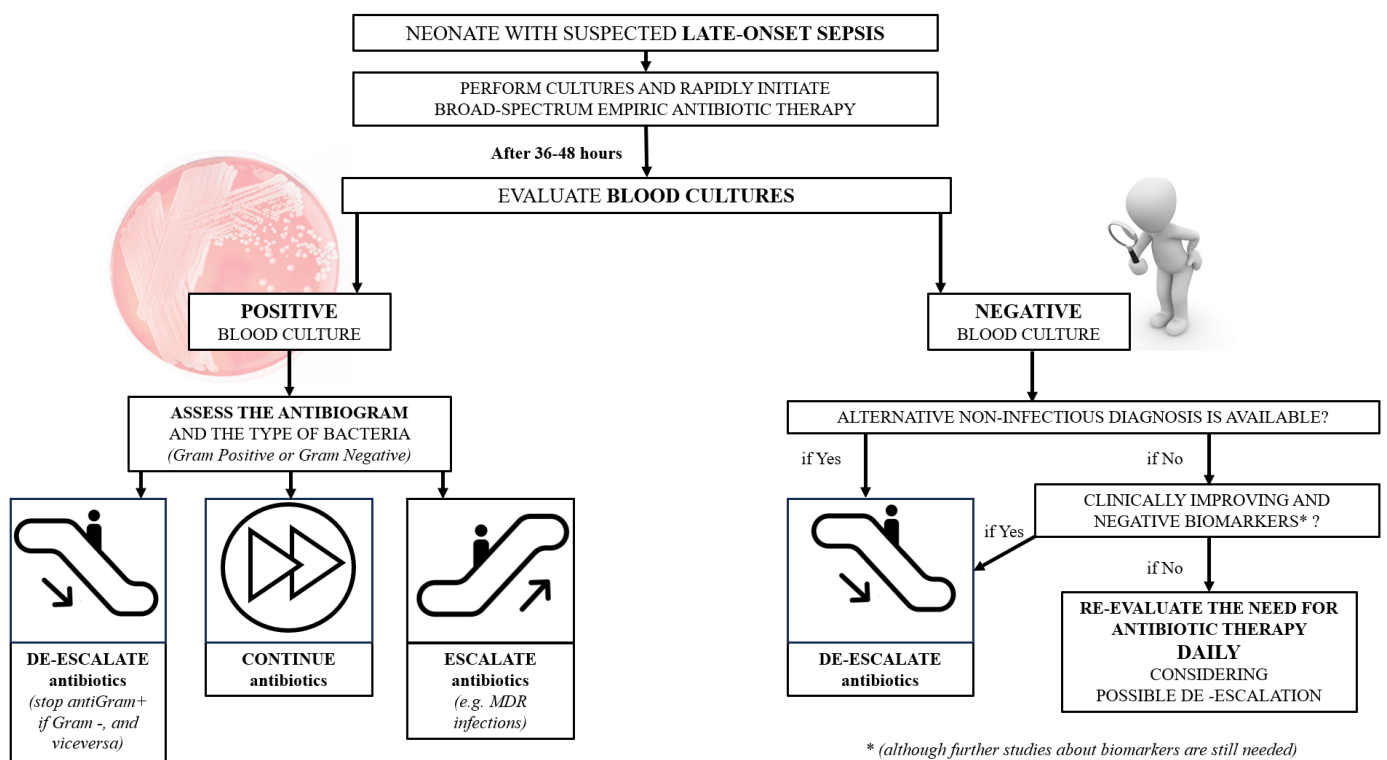 NEONATE WITH SUSPECTED LATE-ONSET SEPSIS
PERFORM CULTURES AND RAPIDLY INITIATE
BROAD-SPECTRUM EMPIRIC ANTIBIOTIC THERAPY
After 36-48 hours
EVALUATE BLOOD CULTURES
POSITIVE
BLOOD CULTURE
NEGATIVE
BLOOD CULTURE
ASSESS THE ANTIBIOGRAM
AND THE TYPE OF BACTERIA
(Gram Positive or Gram Negative)
ALTERNATIVE NON-INFECTIOUS DIAGNOSIS IS AVAILABLE?
if Yes
if No
CLINICALLY IMPROVING AND
NEGATIVE BIOMARKERS* ?
if Yes
if No
DE-ESCALATE
antibiotics
(stop antiGram+
if Gram -, and
viceversa)
CONTINUE
antibiotics
ESCALATE
antibiotics
(e.g. MDR
infections)
DE-ESCALATE
antibiotics
RE-EVALUATE THE NEED FOR
ANTIBIOTIC THERAPY
DAILY
CONSIDERING
POSSIBLE DE -ESCALATION
* (although further studies about biomarkers are still needed)